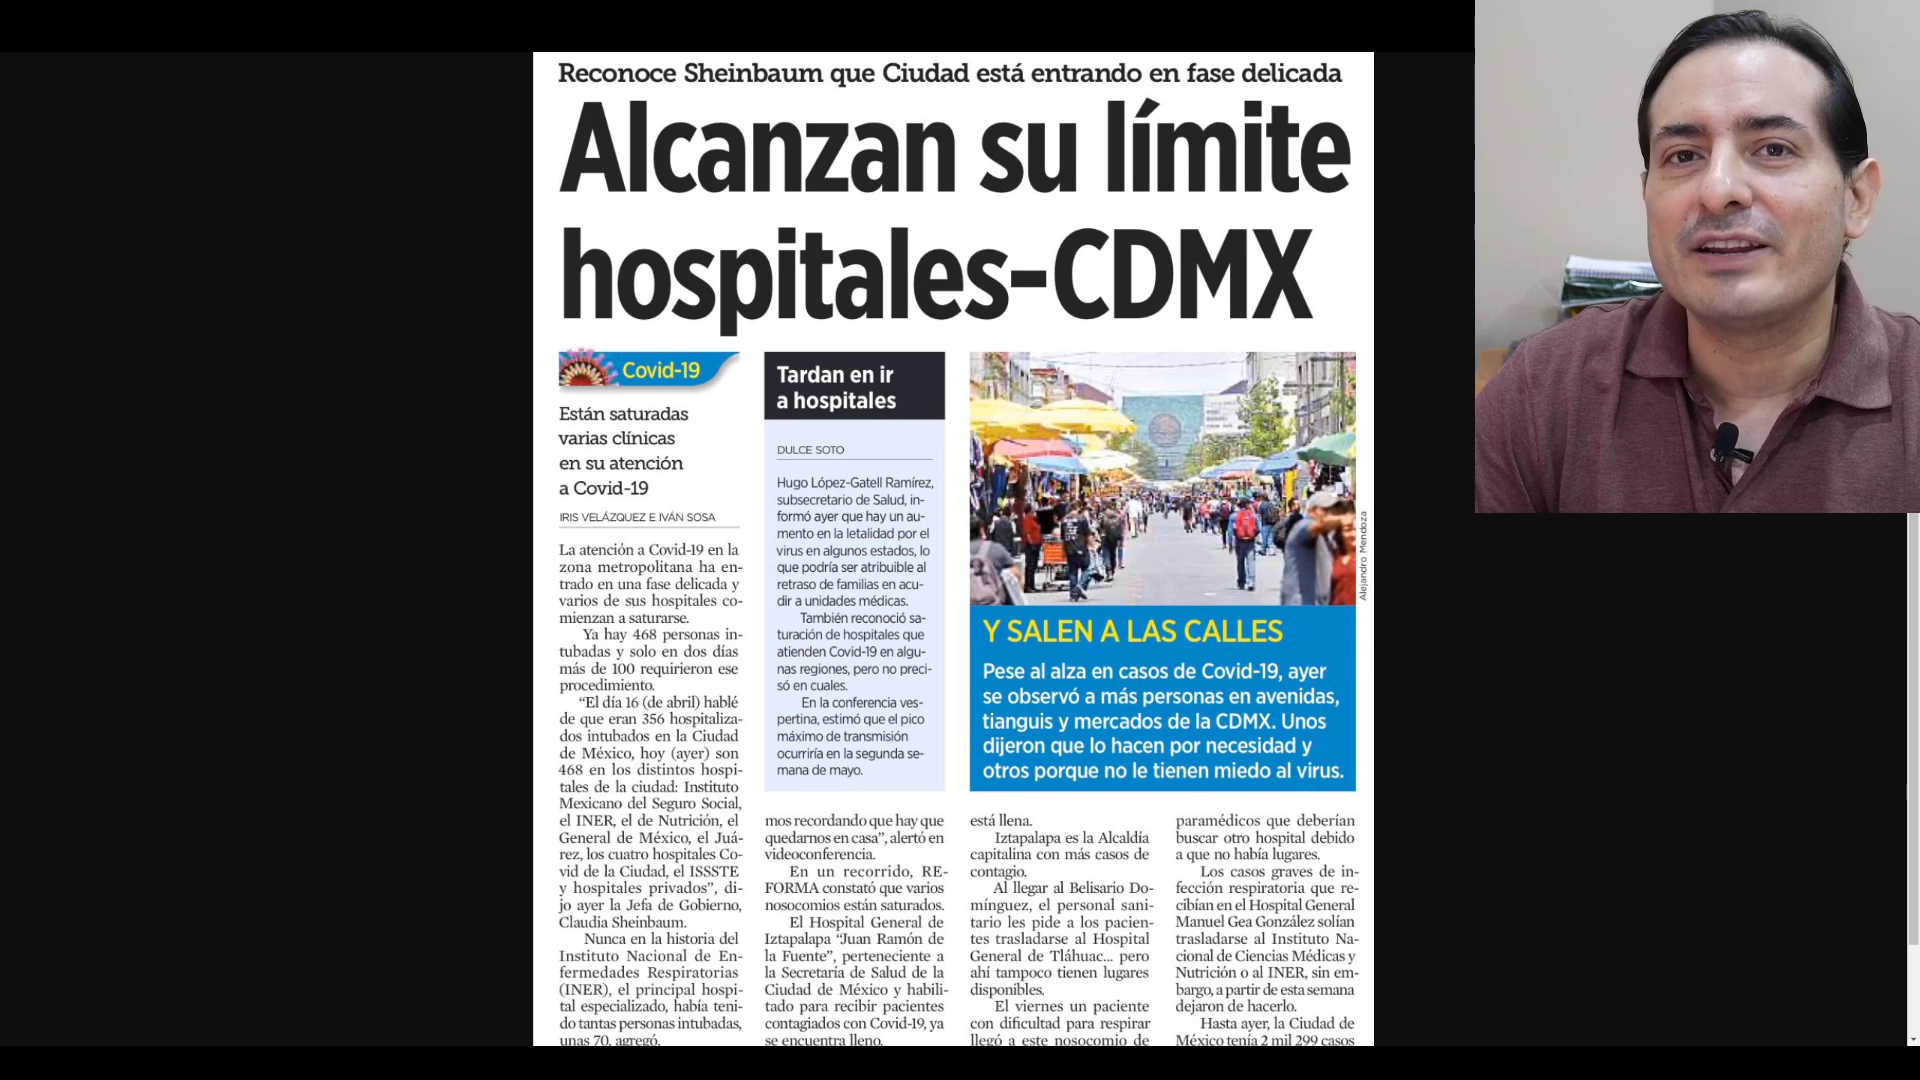 Reconoce Sheinbaum que Ciudad está entrando en fase delicada
Alcanzan su límite
hospitales-CDMX
Covid-19
Están saturadas
varias clínicas
en su atención
a Covid-19
IRIS VELÁZQUEZ E IVÁN SOSA
La atención a Covid-19 en la
zona metropolitana ha en-
trado en una fase delicada y
varios de sus hospitales co-
mienzan a saturarse.
Ya hay 468 personas in-
tubadas y solo en dos días
más de 100 requirieron ese
procedimiento.
“El día 16 (de abril) hablé
de que eran 356 hospitaliza-
dos intubados en la Ciudad
de México, hoy (ayer) son
468 en los distintos hospi-
tales de la ciudad: Instituto
Mexicano del Seguro Social,
el INER, el de Nutrición, el
General de México, el Juá-
rez, los cuatro hospitales Co-
vid de la Ciudad, el ISSSTE
y hospitales privados”, di-
jo ayer la Jefa de Gobierno,
Claudia Sheinbaum.
Nunca en la historia del
Instituto Nacional de En-
fermedades Respiratorias
(INER), el principal hospi-
tal especializado, había teni-
do tantas personas intubadas,
unas 70, agregó.
Tardan en ir
a hospitales
DULCE SOTO
Hugo López-Gatell Ramírez,
subsecretario de Salud, in-
formó ayer que hay un au-
mento en la letalidad por el
virus en algunos estados, lo
que podría ser atribuible al
retraso de familias en acu-
dir a unidades médicas.
También reconoció sa-
turación de hospitales que
atienden Covid-19 en algu-
nas regiones, pero no preci-
só en cuales.
En la conferencia ves-
pertina, estimó que el pico
máximo de transmisión
ocurriría en la segunda se-
mana de mayo.
Alejandro Mendoza
Y SALEN A LAS CALLES
Pese al alza en casos de Covid-19, ayer
se observó a más personas en avenidas,
tianguis y mercados de la CDMX. Unos
dijeron que lo hacen por necesidad y
otros porque no le tienen miedo al virus.
mos recordando que hay que
quedarnos en casa”, alertó en
videoconferencia.
En un recorrido, RE-
FORMA constató que varios
nosocomios están saturados.
El Hospital General de
Iztapalapa “Juan Ramón de
la Fuente”, perteneciente a
la Secretaría de Salud de la
Ciudad de México y habili-
tado para recibir pacientes
contagiados con Covid-19, ya
se encuentra lleno.
está llena.
Iztapalapa es la Alcaldía
capitalina con más casos de
contagio.
Al llegar al Belisario Do-
mínguez, el personal sani-
tario les pide a los pacien-
tes trasladarse al Hospital
General de Tláhuac... pero
ahí tampoco tienen lugares
disponibles.
El viernes un paciente
con dificultad para respirar
llegó a este nosocomio de
paramédicos que deberían
buscar otro hospital debido
a que no había lugares.
Los casos graves de in-
fección respiratoria que re-
cibían en el Hospital General
Manuel Gea González solían
trasladarse al Instituto Na-
cional de Ciencias Médicas y
Nutrición o al INER, sin em-
bargo, a partir de esta semana
dejaron de hacerlo.
Hasta ayer, la Ciudad de
México tenía 2 mil 299 casos